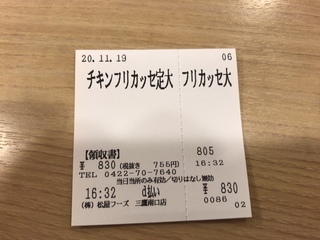 20.11.19 06
チキンフリカッセ定大 フリカッセ大
【領収書】 805
¥ 830(税抜き 755円) 16:32
TEL 0422-70-7640
当日当所のみ有効/切りはなし無効
16:32 d払い ¥ 830
(株)松屋フーズ 三鷹南口店 0086 02